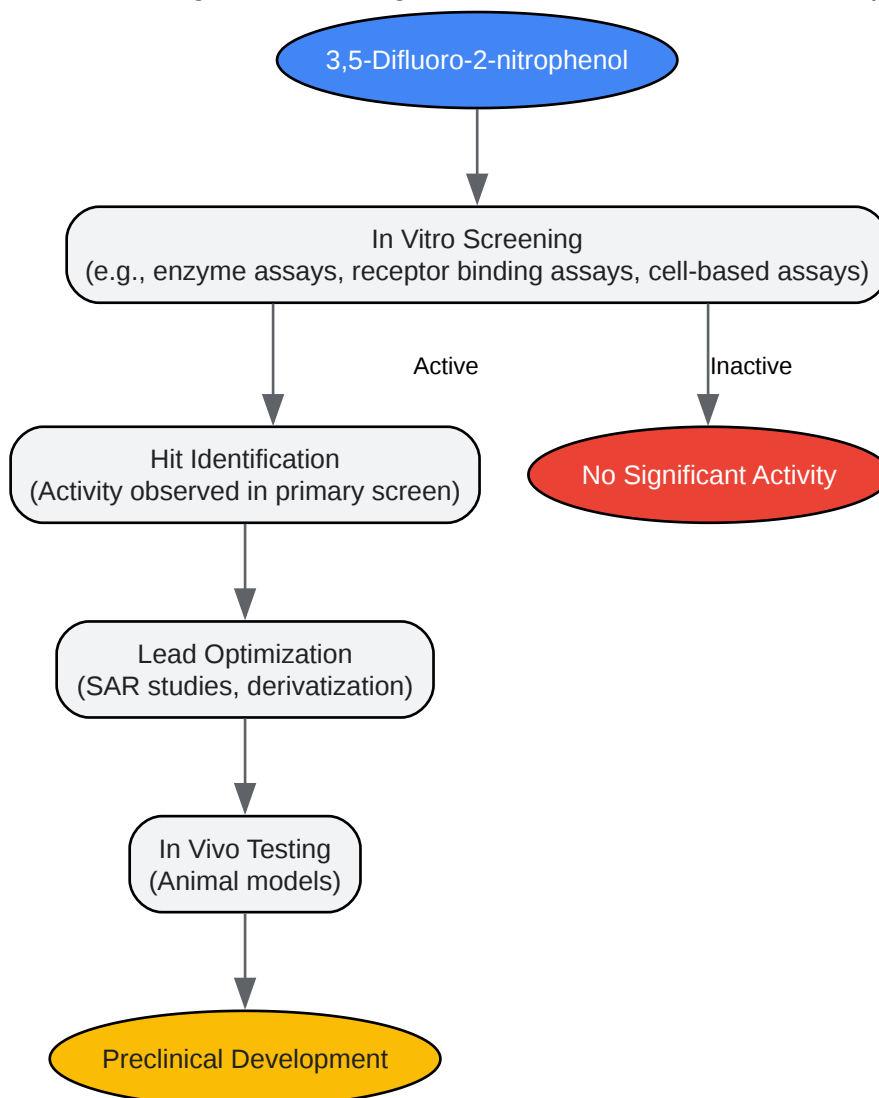 3,5-Difluoro-2-nitrophenol
In Vitro Screening
(e.g., enzyme assays, receptor binding assays, cell-based assays)
Active
Inactive
Hit Identification
(Activity observed in primary screen)
No Significant Activity
Lead Optimization
(SAR studies, derivatization)
In Vivo Testing
(Animal models)
Preclinical Development